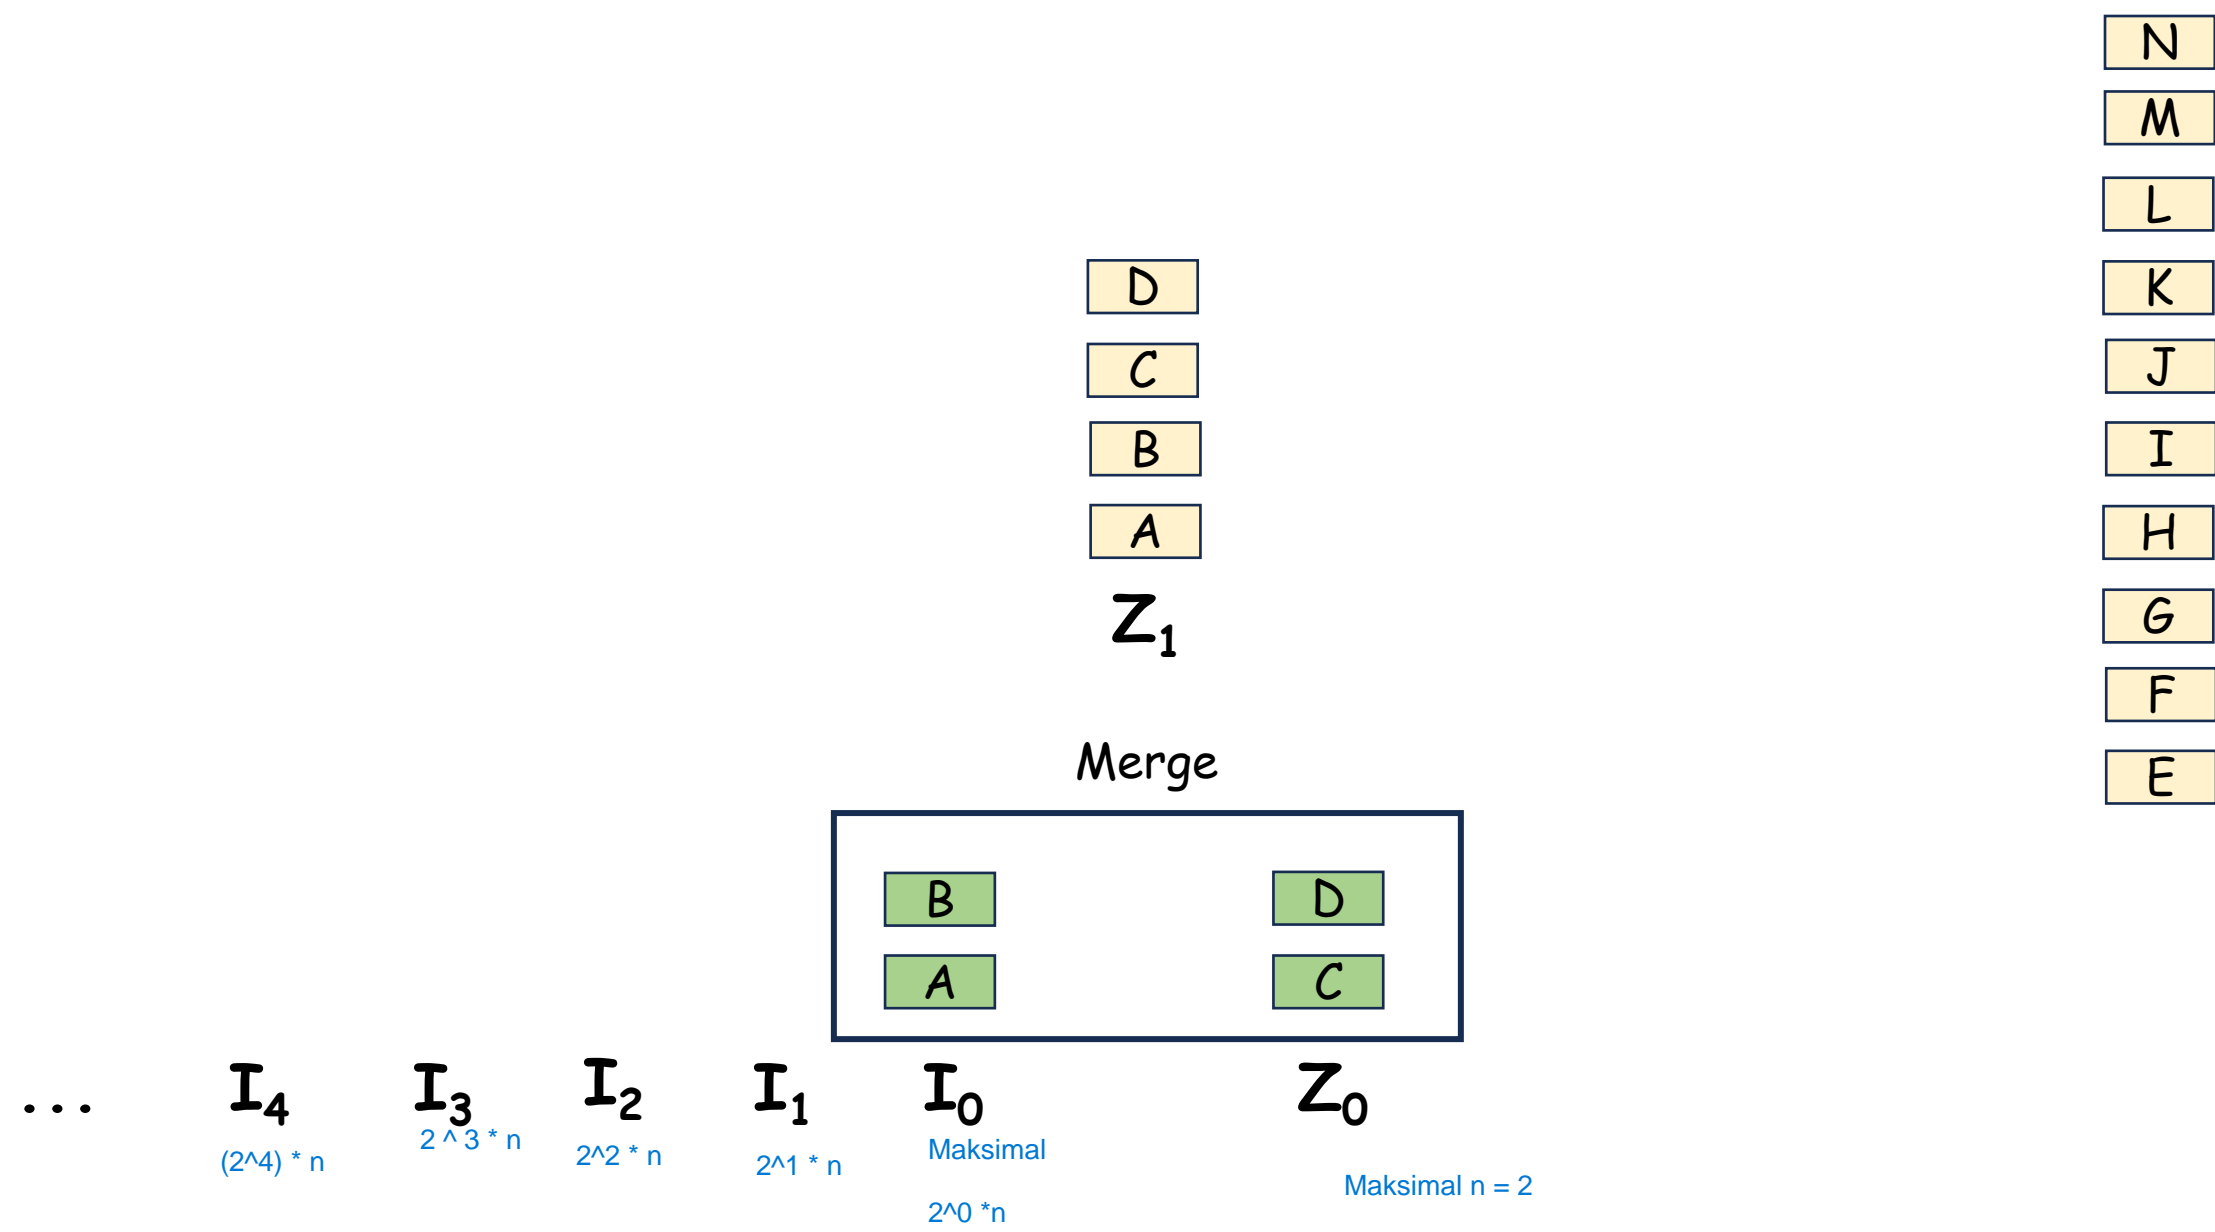 N
M
L
D K
C J
B I
A H
Z1 G
F
Merge E
B D
A C
... I4 I3 I2 I1 I0 Z0
(2^4) * n 2 ^ 3 * n 2^2 * n 2^1 * n Maksimal
Maksimal n = 2
2^0 *n